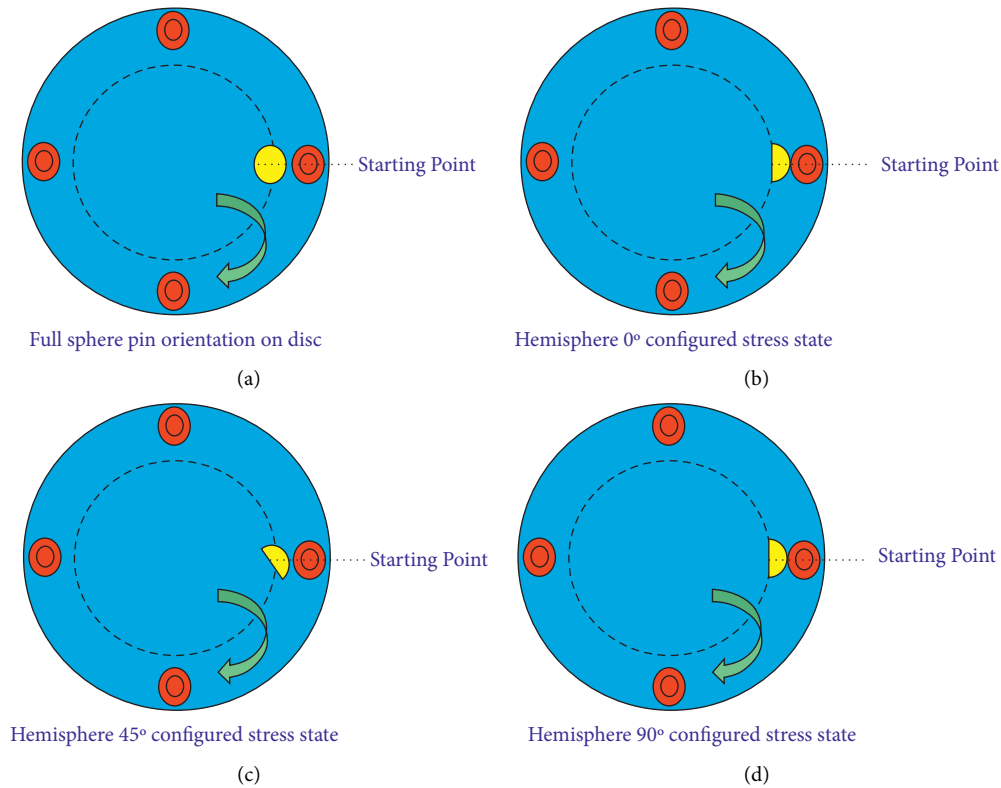 Starting Point
Full sphere pin orientation on disc
(a)
Starting Point
Hemisphere 0º configured stress state
(b)
Starting Point
Hemisphere 45º configured stress state
(c)
Starting Point
Hemisphere 90º configured stress state
(d)